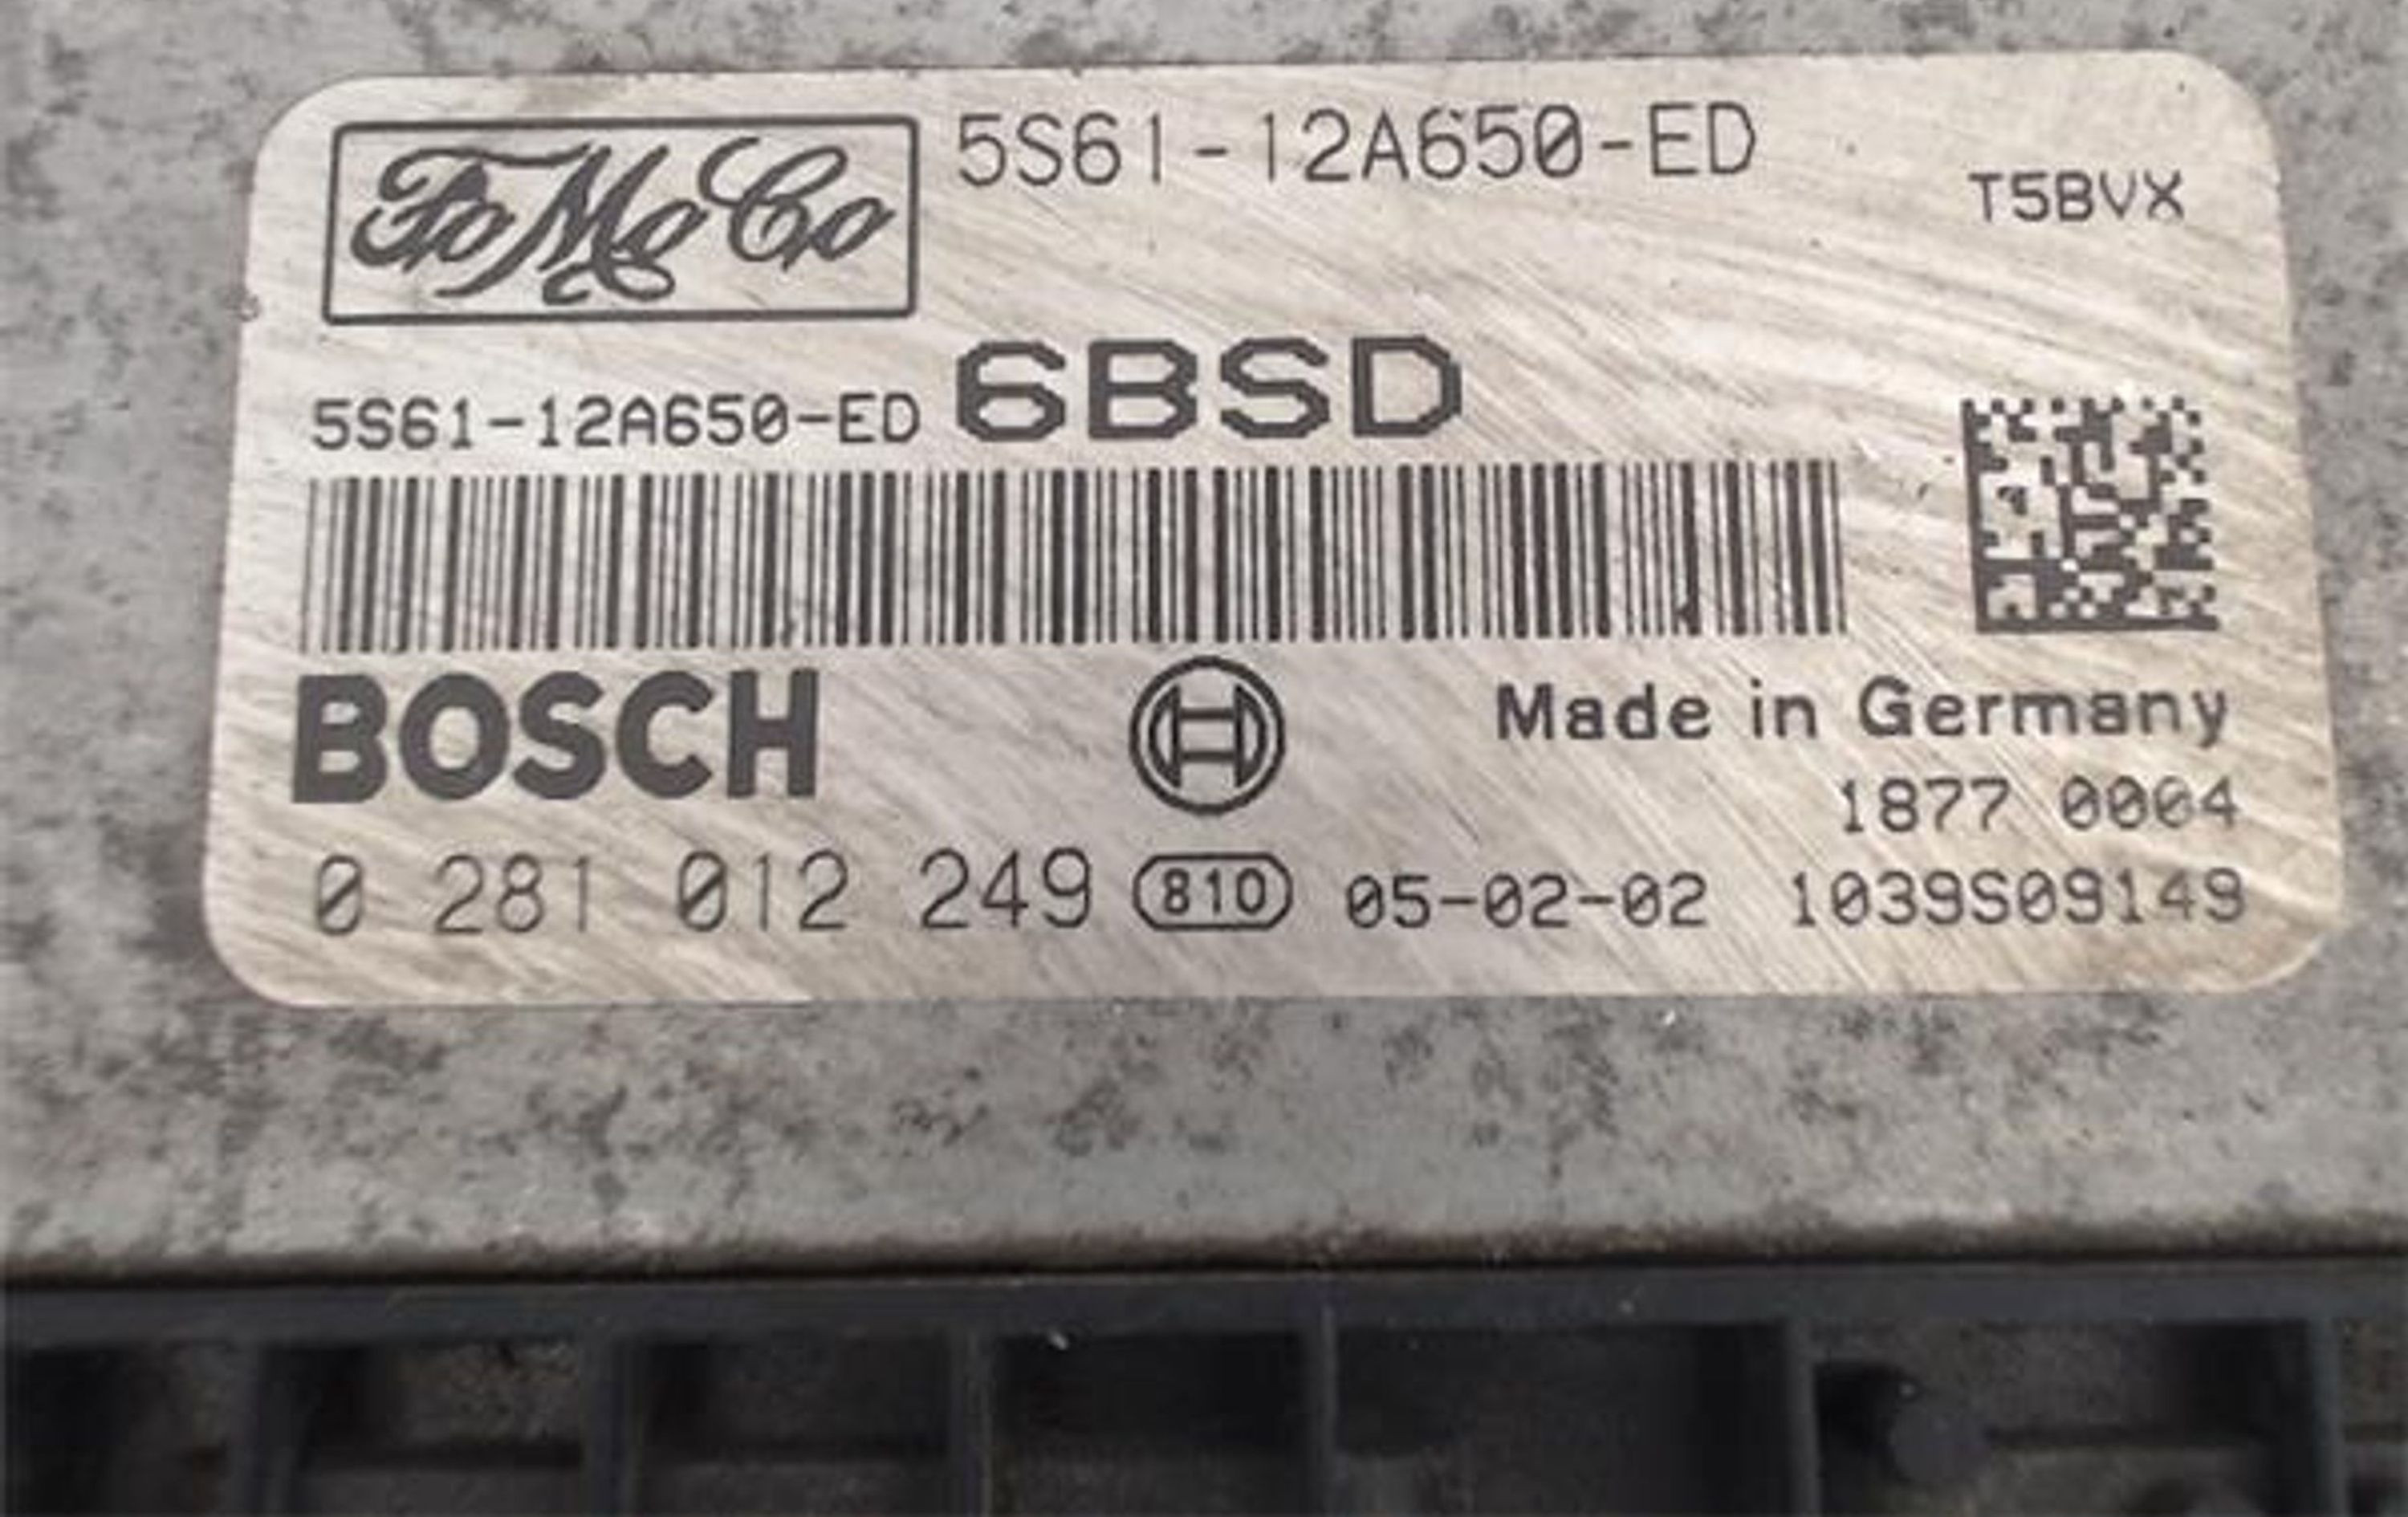 FoMoCo 5S61-12A650-ED
T5BVX
5S61-12A650-ED 6BSD
BOSCH
Made in Germany
1877 0004
0 281 012 249 810 05-02-02 1039S09149